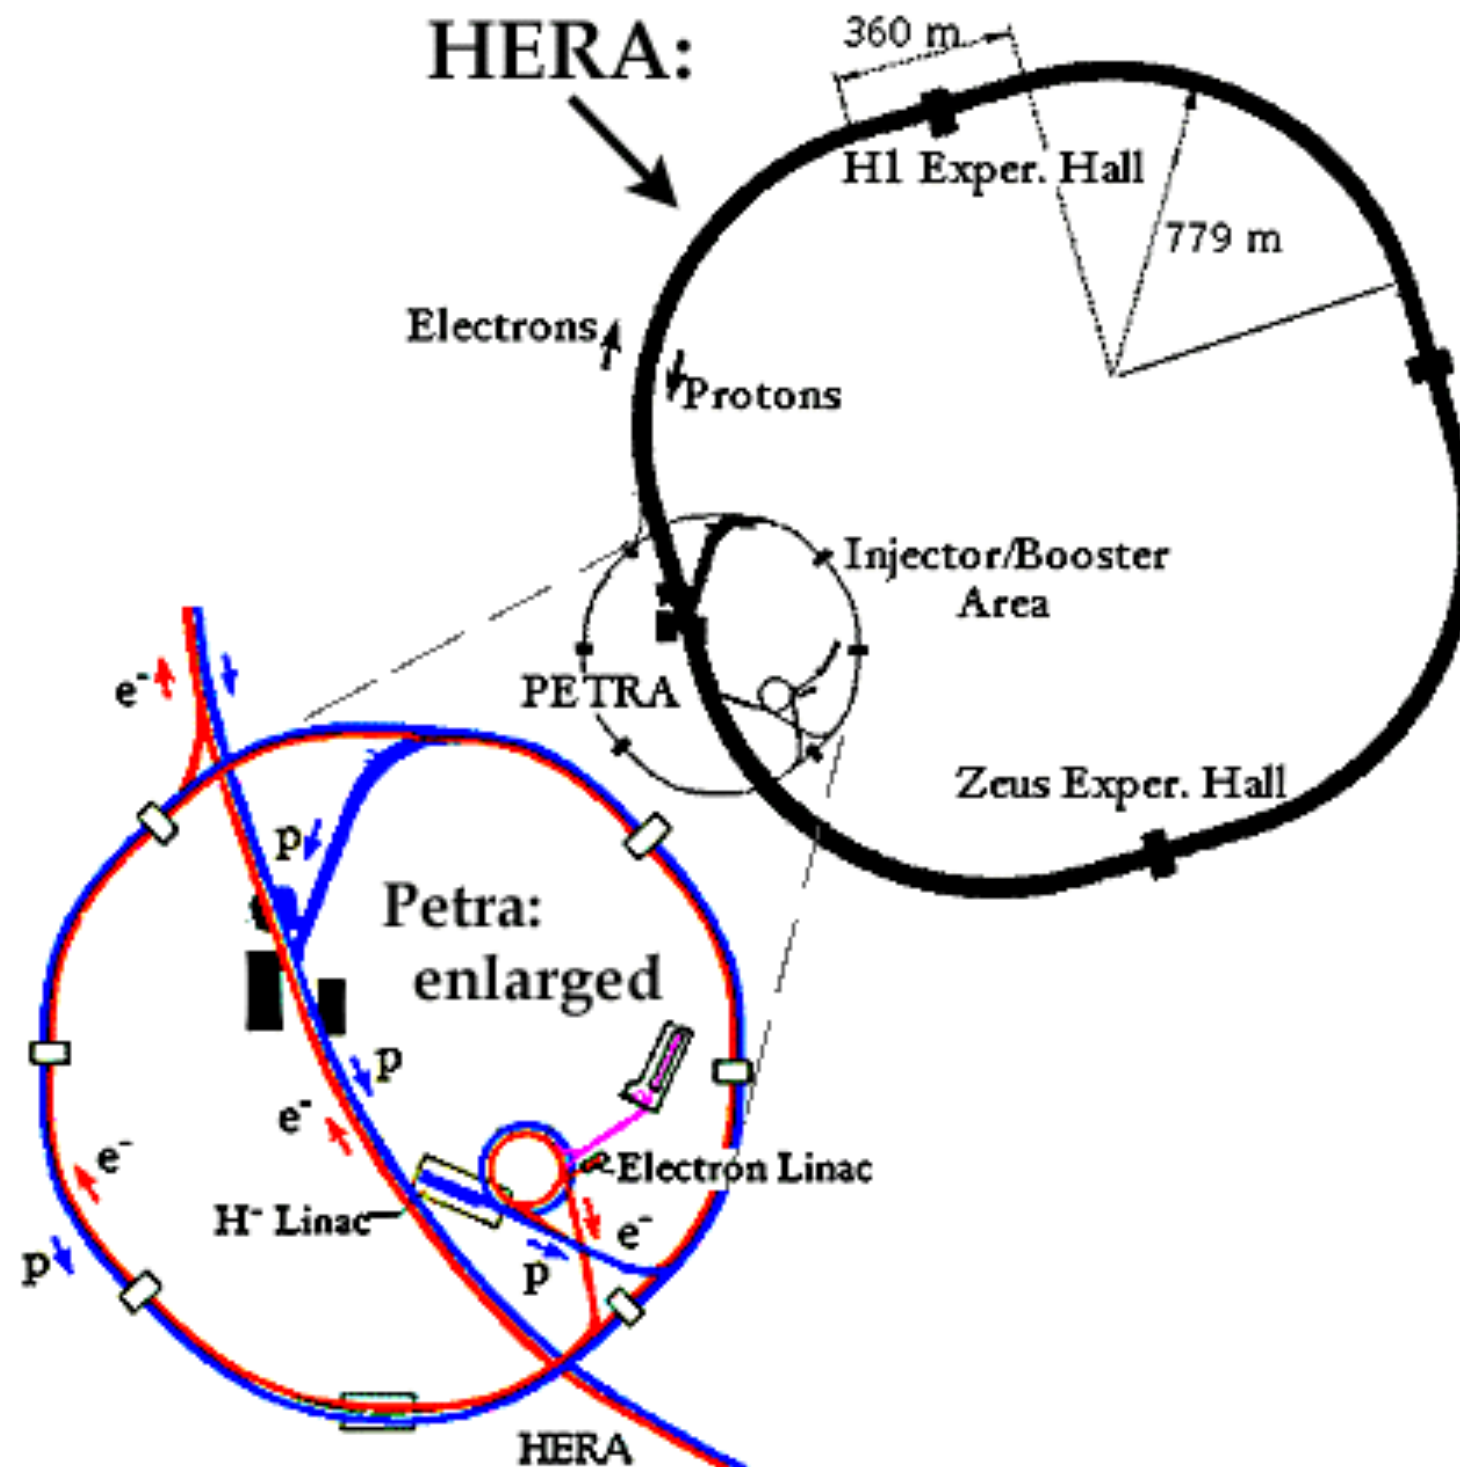 HERA:
360 m
H1 Exper. Hall
779 m
Electrons
Protons
Injector/Booster
Area
PETRA
Zeus Exper. Hall
e-
p
Petra:
enlarged
p
e-
e-
Electron Linac
H- Linac
e-
p
p
HERA